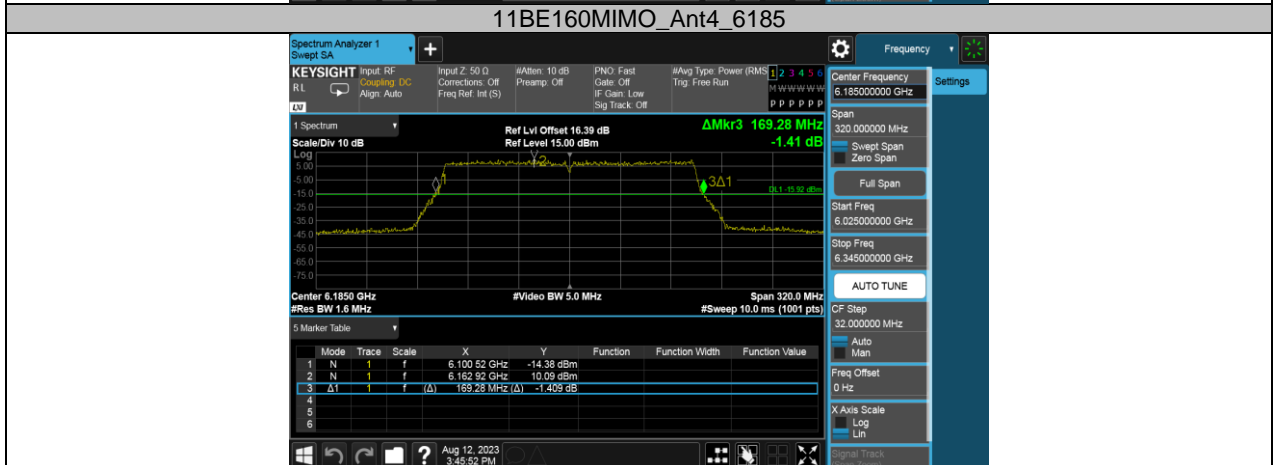 11BE160MIMO_Ant4_6185
Spectrum Analyzer 1
Swept SA
+
Frequency
KEYSIGHT
RL
LXI
Input: RF
Coupling: DC
Align: Auto
Input Z: 50 Ω
Corrections: Off
Freq Ref: Int (S)
#Atten: 10 dB
Preamp: Off
PNO: Fast
Gate: Off
IF Gain: Low
Sig Track: Off
#Avg Type: Power (RMS
Trig: Free Run
1 2 3 4 5 6
M W W W W W
P P P P P P
1 Spectrum
Scale/Div 10 dB
Ref Lvl Offset 16.39 dB
Ref Level 15.00 dBm
ΔMkr3 169.28 MHz
-1.41 dB
Log
5.00
-5.00
-15.0
-25.0
-35.0
-45.0
-55.0
-65.0
-75.0
1
2
3Δ1
DL1 -15.92 dBm
Center 6.1850 GHz
#Video BW 5.0 MHz
Span 320.0 MHz
#Res BW 1.6 MHz
#Sweep 10.0 ms (1001 pts)
5 Marker Table
Mode Trace Scale X Y Function Function Width Function Value
1 N 1 f 6.100 52 GHz -14.38 dBm
2 N 1 f 6.162 92 GHz 10.09 dBm
3 Δ1 1 f (Δ) 169.28 MHz (Δ) -1.409 dB
4
5
6
Aug 12, 2023
3:45:52 PM
?
Center Frequency
6.185000000 GHz
Settings
Span
320.000000 MHz
Swept Span
Zero Span
Full Span
Start Freq
6.025000000 GHz
Stop Freq
6.345000000 GHz
AUTO TUNE
CF Step
32.000000 MHz
Auto
Man
Freq Offset
0 Hz
X Axis Scale
Log
Lin
Signal Track